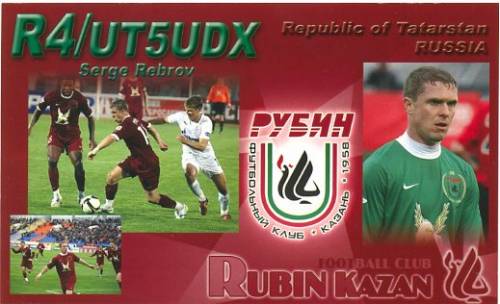 R4/UT5UDX
Serge Rebrov
Republic of Tatarstan
RUSSIA
РУБИН
ФУТБОЛЬНЫЙ КЛУБ · КАЗАНЬ · 1958
FOOTBALL CLUB
RUBIN KAZAN